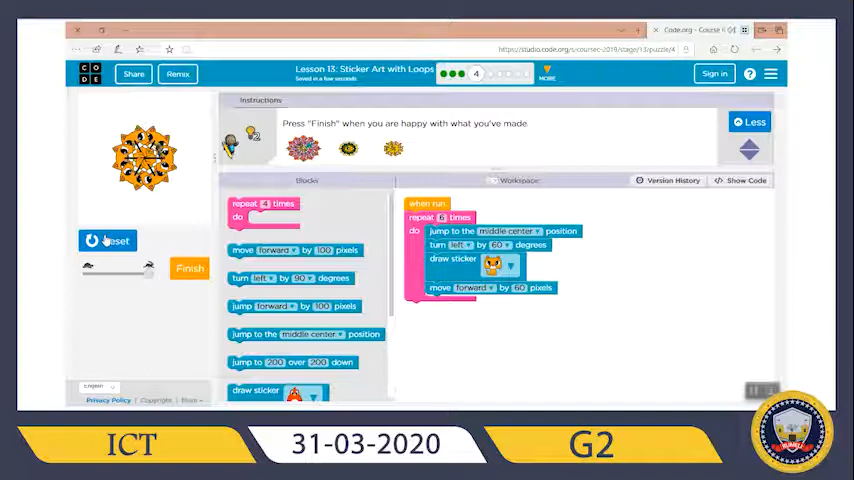 Code.org - Course
https://studio.code.org/s/coursec-2019/stage/13/puzzle/4
CO
DE
Share
Remix
Lesson 13: Sticker Art with Loops
Saved in a few seconds
4
MORE
Sign in
?
Instructions
2
Press "Finish" when you are happy with what you've made.
Less
Blocks
Workspace:
Version History
</> Show Code
repeat 4 times
do
move forward by 100 pixels
turn left by 90 degrees
jump forward by 100 pixels
jump to the middle center position
jump to 200 over 200 down
draw sticker
when run
repeat 6 times
do
jump to the middle center position
turn left by 60 degrees
draw sticker
move forward by 60 pixels
Reset
Finish
English
Privacy Policy | Copyright | More
ICT
31-03-2020
G2